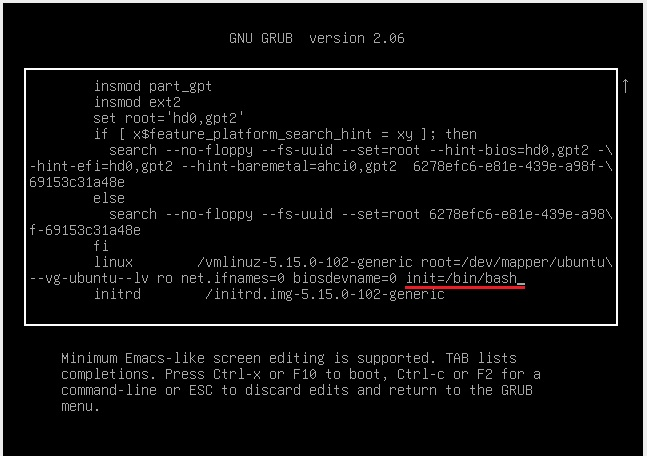 GNU GRUB  version 2.06
insmod part_gpt
insmod ext2
set root='hd0,gpt2'
if [ x$feature_platform_search_hint = xy ]; then
search --no-floppy --fs-uuid --set=root --hint-bios=hd0,gpt2 -\
-hint-efi=hd0,gpt2 --hint-baremetal=ahci0,gpt2  6278efc6-e81e-439e-a98f-\
69153c31a48e
else
search --no-floppy --fs-uuid --set=root 6278efc6-e81e-439e-a98\
f-69153c31a48e
fi
linux        /vmlinuz-5.15.0-102-generic root=/dev/mapper/ubuntu\
--vg-ubuntu--lv ro net.ifnames=0 biosdevname=0 init=/bin/bash_
initrd        /initrd.img-5.15.0-102-generic
Minimum Emacs-like screen editing is supported. TAB lists
completions. Press Ctrl-x or F10 to boot, Ctrl-c or F2 for a
command-line or ESC to discard edits and return to the GRUB
menu.